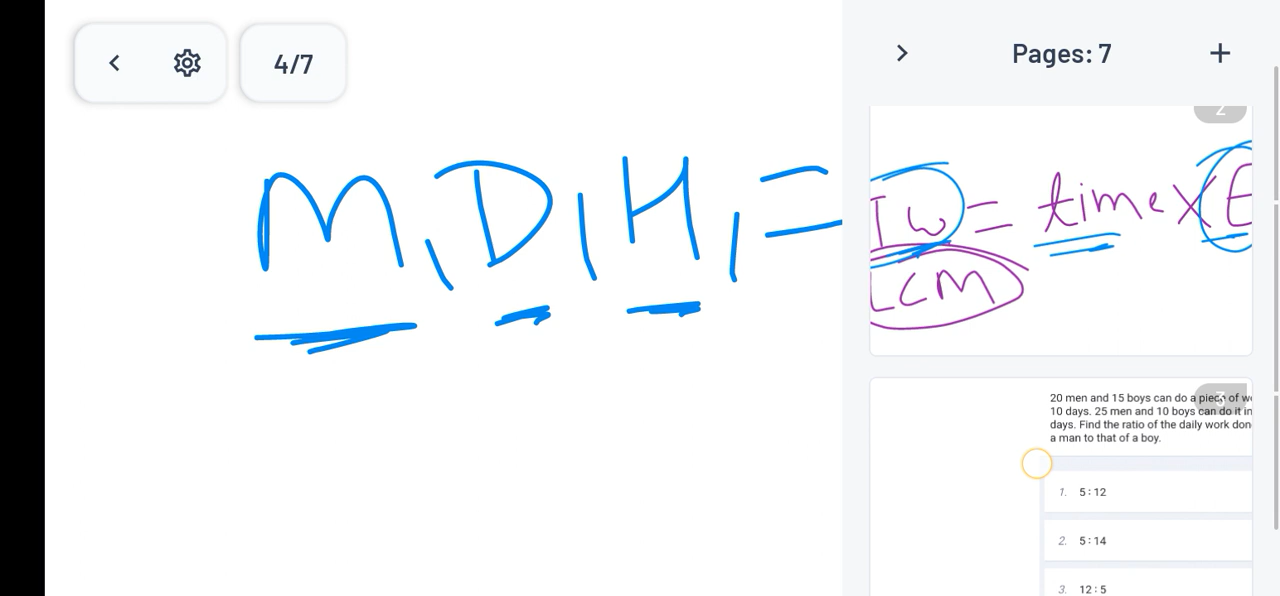 4/7
Pages: 7
M₁D₁H₁ =
2
TW = time × E
LCM
3
20 men and 15 boys can do a piece of w
10 days. 25 men and 10 boys can do it in
days. Find the ratio of the daily work don
a man to that of a boy.
1. 5 : 12
2. 5 : 14
3. 12 : 5